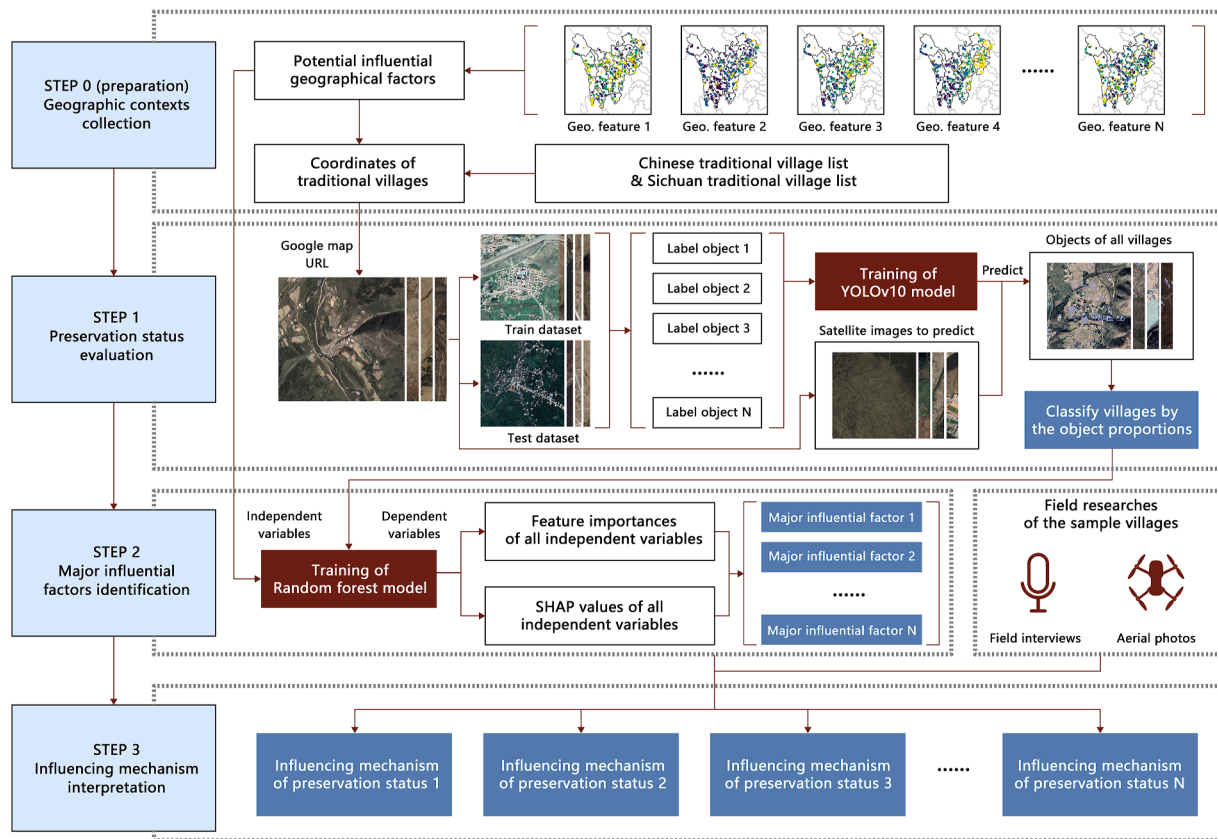 STEP 0 (preparation)
Geographic contexts
collection
Potential influential
geographical factors
Geo. feature 1
Geo. feature 2
Geo. feature 3
Geo. feature 4
......
Geo. feature N
Coordinates of
traditional villages
Chinese traditional village list
& Sichuan traditional village list
STEP 1
Preservation status
evaluation
Google map
URL
Train dataset
Test dataset
Label object 1
Label object 2
Label object 3
......
Label object N
Training of
YOLOv10 model
Predict
Satellite images to predict
Objects of all villages
Classify villages by
the object proportions
STEP 2
Major influential
factors identification
Independent
variables
Dependent
variables
Training of
Random forest model
Feature importances
of all independent variables
SHAP values of all
independent variables
Major influential factor 1
Major influential factor 2
......
Major influential factor N
Field researches
of the sample villages
Field interviews
Aerial photos
STEP 3
Influencing mechanism
interpretation
Influencing mechanism
of preservation status 1
Influencing mechanism
of preservation status 2
Influencing mechanism
of preservation status 3
......
Influencing mechanism
of preservation status N